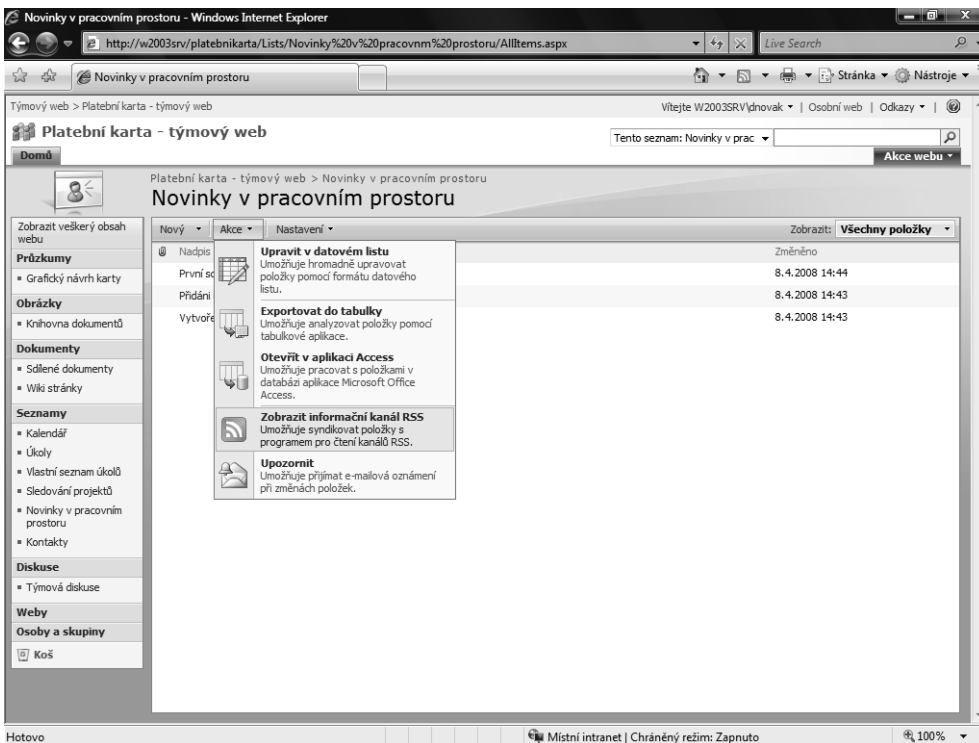 Novinky v pracovním prostoru - Windows Internet Explorer
http://w2003srv/platebnikarta/Lists/Novinky%20v%20pracovnm%20prostoru/AllItems.aspx
Live Search
Novinky v pracovním prostoru
Stránka
Nástroje
Týmový web > Platební karta - týmový web
Vítejte W2003SRV\dnovak | Osobní web | Odkazy |
Platební karta - týmový web
Tento seznam: Novinky v prac
Domů
Akce webu
Platební karta - týmový web > Novinky v pracovním prostoru
Novinky v pracovním prostoru
Zobrazit veškerý obsah
webu
Průzkumy
Grafický návrh karty
Obrázky
Knihovna dokumentů
Dokumenty
Sdílené dokumenty
Wiki stránky
Seznamy
Kalendář
Úkoly
Vlastní seznam úkolů
Sledování projektů
Novinky v pracovním
prostoru
Kontakty
Diskuse
Týmová diskuse
Weby
Osoby a skupiny
Koš
Nový
Akce
Nastavení
Zobrazit: Všechny položky
Nadpis
Změněno
První
8.4.2008 14:44
8.4.2008 14:43
8.4.2008 14:43
Upravit v datovém listu
Umožňuje hromadně upravovat
položky pomocí formátu datového
listu.
Exportovat do tabulky
Umožňuje analyzovat položky pomocí
tabulkové aplikace.
Otevřít v aplikaci Access
Umožňuje pracovat s položkami v
databázi aplikace Microsoft Office
Access.
Zobrazit informační kanál RSS
Umožňuje syndikovat položky s
programem pro čtení kanálů RSS.
Upozornit
Umožňuje přijímat e-mailová oznámení
při změnách položek.
Hotovo
Místní intranet | Chráněný režim: Zapnuto
100%